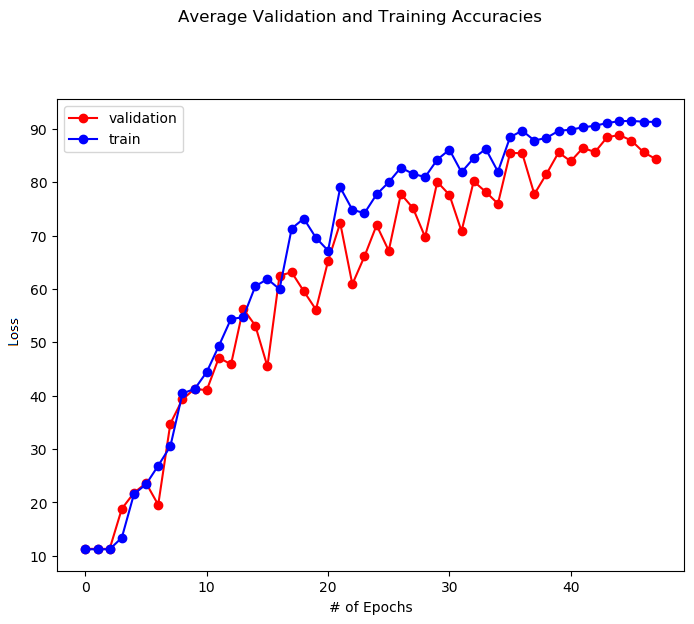 Average Validation and Training Accuracies
validation
train
90
80
70
60
50
40
30
20
10
Loss
0
10
20
30
40
# of Epochs